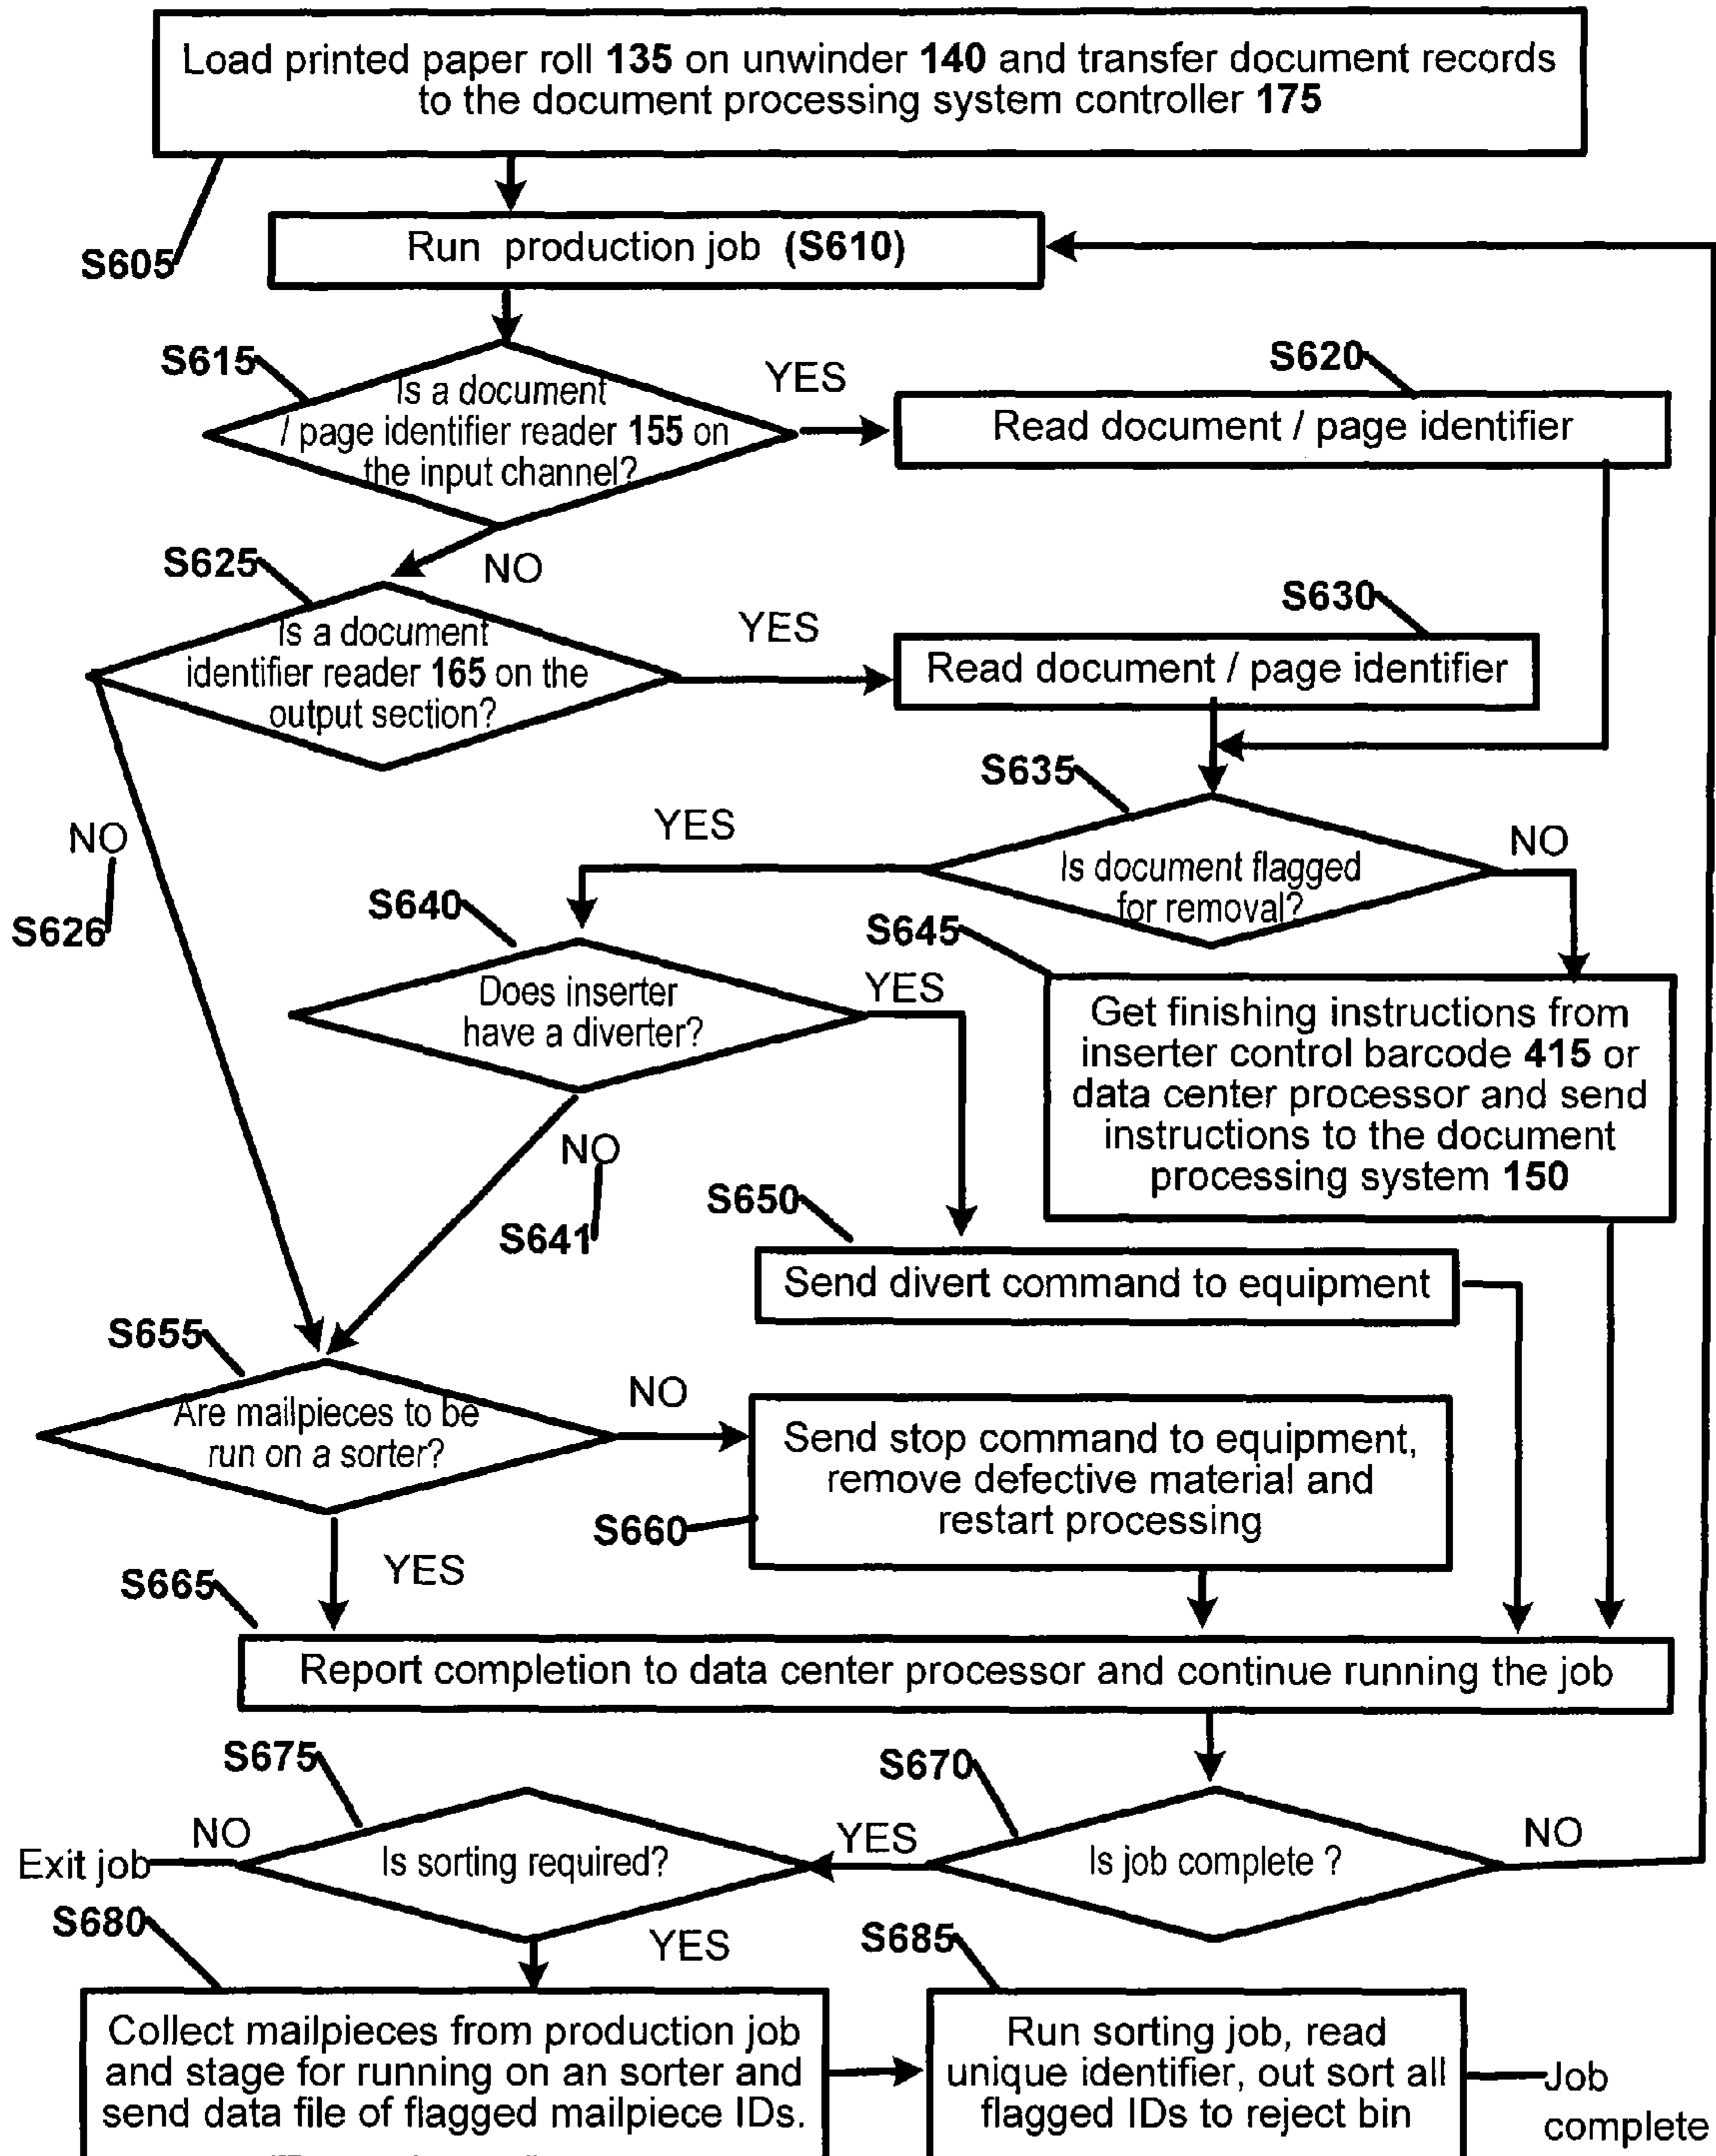 Load printed paper roll 135 on unwinder 140 and transfer document records
to the document processing system controller 175
S605
Run production job (S610)
S615
Is a document
/ page identifier reader 155 on
the input channel?
YES
S620
Read document / page identifier
NO
S625
Is a document
identifier reader 165 on the
output section?
YES
S630
Read document / page identifier
NO
S626
S635
Is document flagged
for removal?
YES
NO
S640
Does inserter
have a diverter?
YES
S645
Get finishing instructions from
inserter control barcode 415 or
data center processor and send
instructions to the document
processing system 150
NO
S641
S650
Send divert command to equipment
S655
Are mailpieces to be
run on a sorter?
NO
Send stop command to equipment,
remove defective material and
restart processing
S660
YES
S665
Report completion to data center processor and continue running the job
S670
Is job complete ?
NO
YES
S675
Is sorting required?
NO
Exit job
YES
S680
Collect mailpieces from production job
and stage for running on an sorter and
send data file of flagged mailpiece IDs.
S685
Run sorting job, read
unique identifier, out sort all
flagged IDs to reject bin
Job
complete